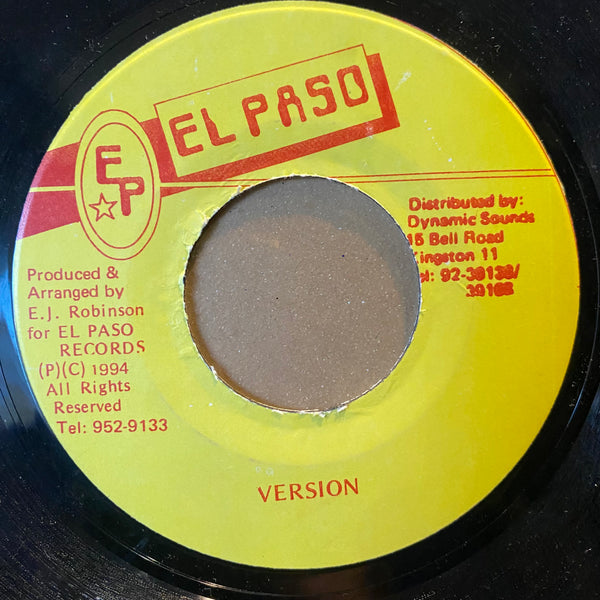 EL PASO
E
P
Distributed by:
Dynamic Sounds
15 Bell Road
Kingston 11
Tel: 92-39138/
39168
Produced &
Arranged by
E.J. Robinson
for EL PASO
RECORDS
(P)(C) 1994
All Rights
Reserved
Tel: 952-9133
VERSION